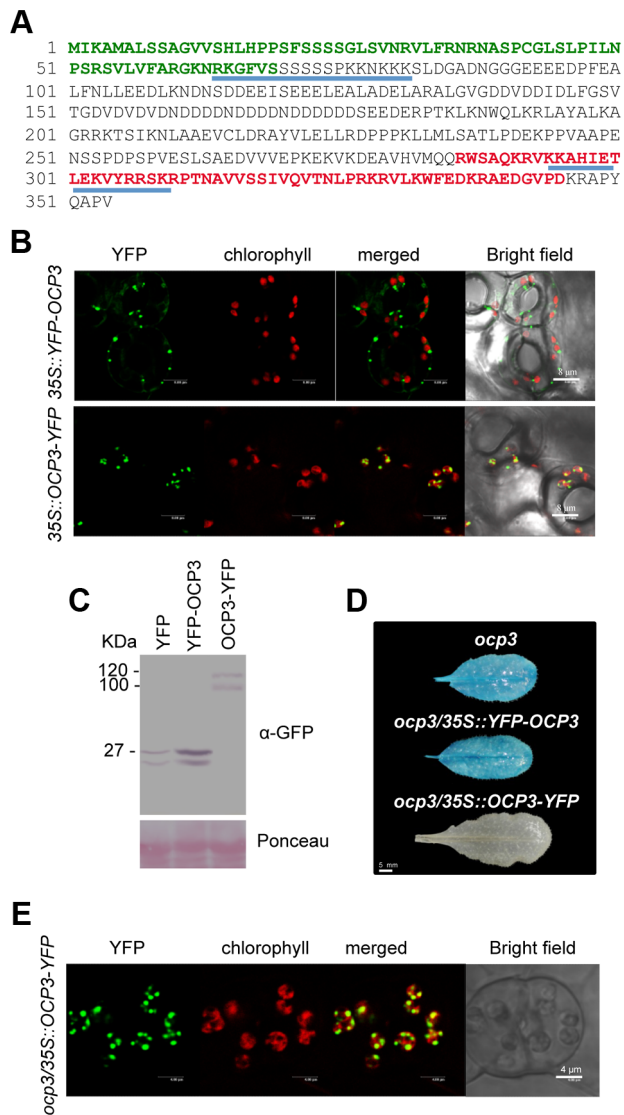 A
1 MIKAMALSSAGVVSHLHPPSFSSSSGLSVNRVLFRNRNASPCGLSLPILN
51 PSRSVLVFARGKNRKGFVSSSSSSPKKNKKKSLDGADNGGGEEEEDPFEA
101 LFNLLEEDLKNDNSDDEEISEEELEALADELARALGVGDDVDDIDLFGSV
151 TGDVDVDVDNDDDDNDDDDNDDDDDDSEEDERPTKLKNWQLKRLAYALKA
201 GRRKTSIKNLAAEVCLDRAYVLELLRDPPPKLLMLSATLPDEKPPVAAPE
251 NSSPDPSPVESLSAEDVVVEPKEKVKDEAVHVMQQRWSAQKRVKKAHIET
301 LEKVYRRSKRPTNAVVSSIVQVTNLPRKRVLKWFEDKRAEDGVPDKRAPY
351 QAPV
B
YFP chlorophyll merged Bright field
35S::YFP-OCP3
8 µm
35S::OCP3-YFP
8 µm
C
KDa YFP YFP-OCP3 OCP3-YFP
120 -
100 -
27 -
α-GFP
Ponceau
D
ocp3
ocp3/35S::YFP-OCP3
ocp3/35S::OCP3-YFP
5 mm
E
YFP chlorophyll merged Bright field
ocp3/35S::OCP3-YFP
4 µm